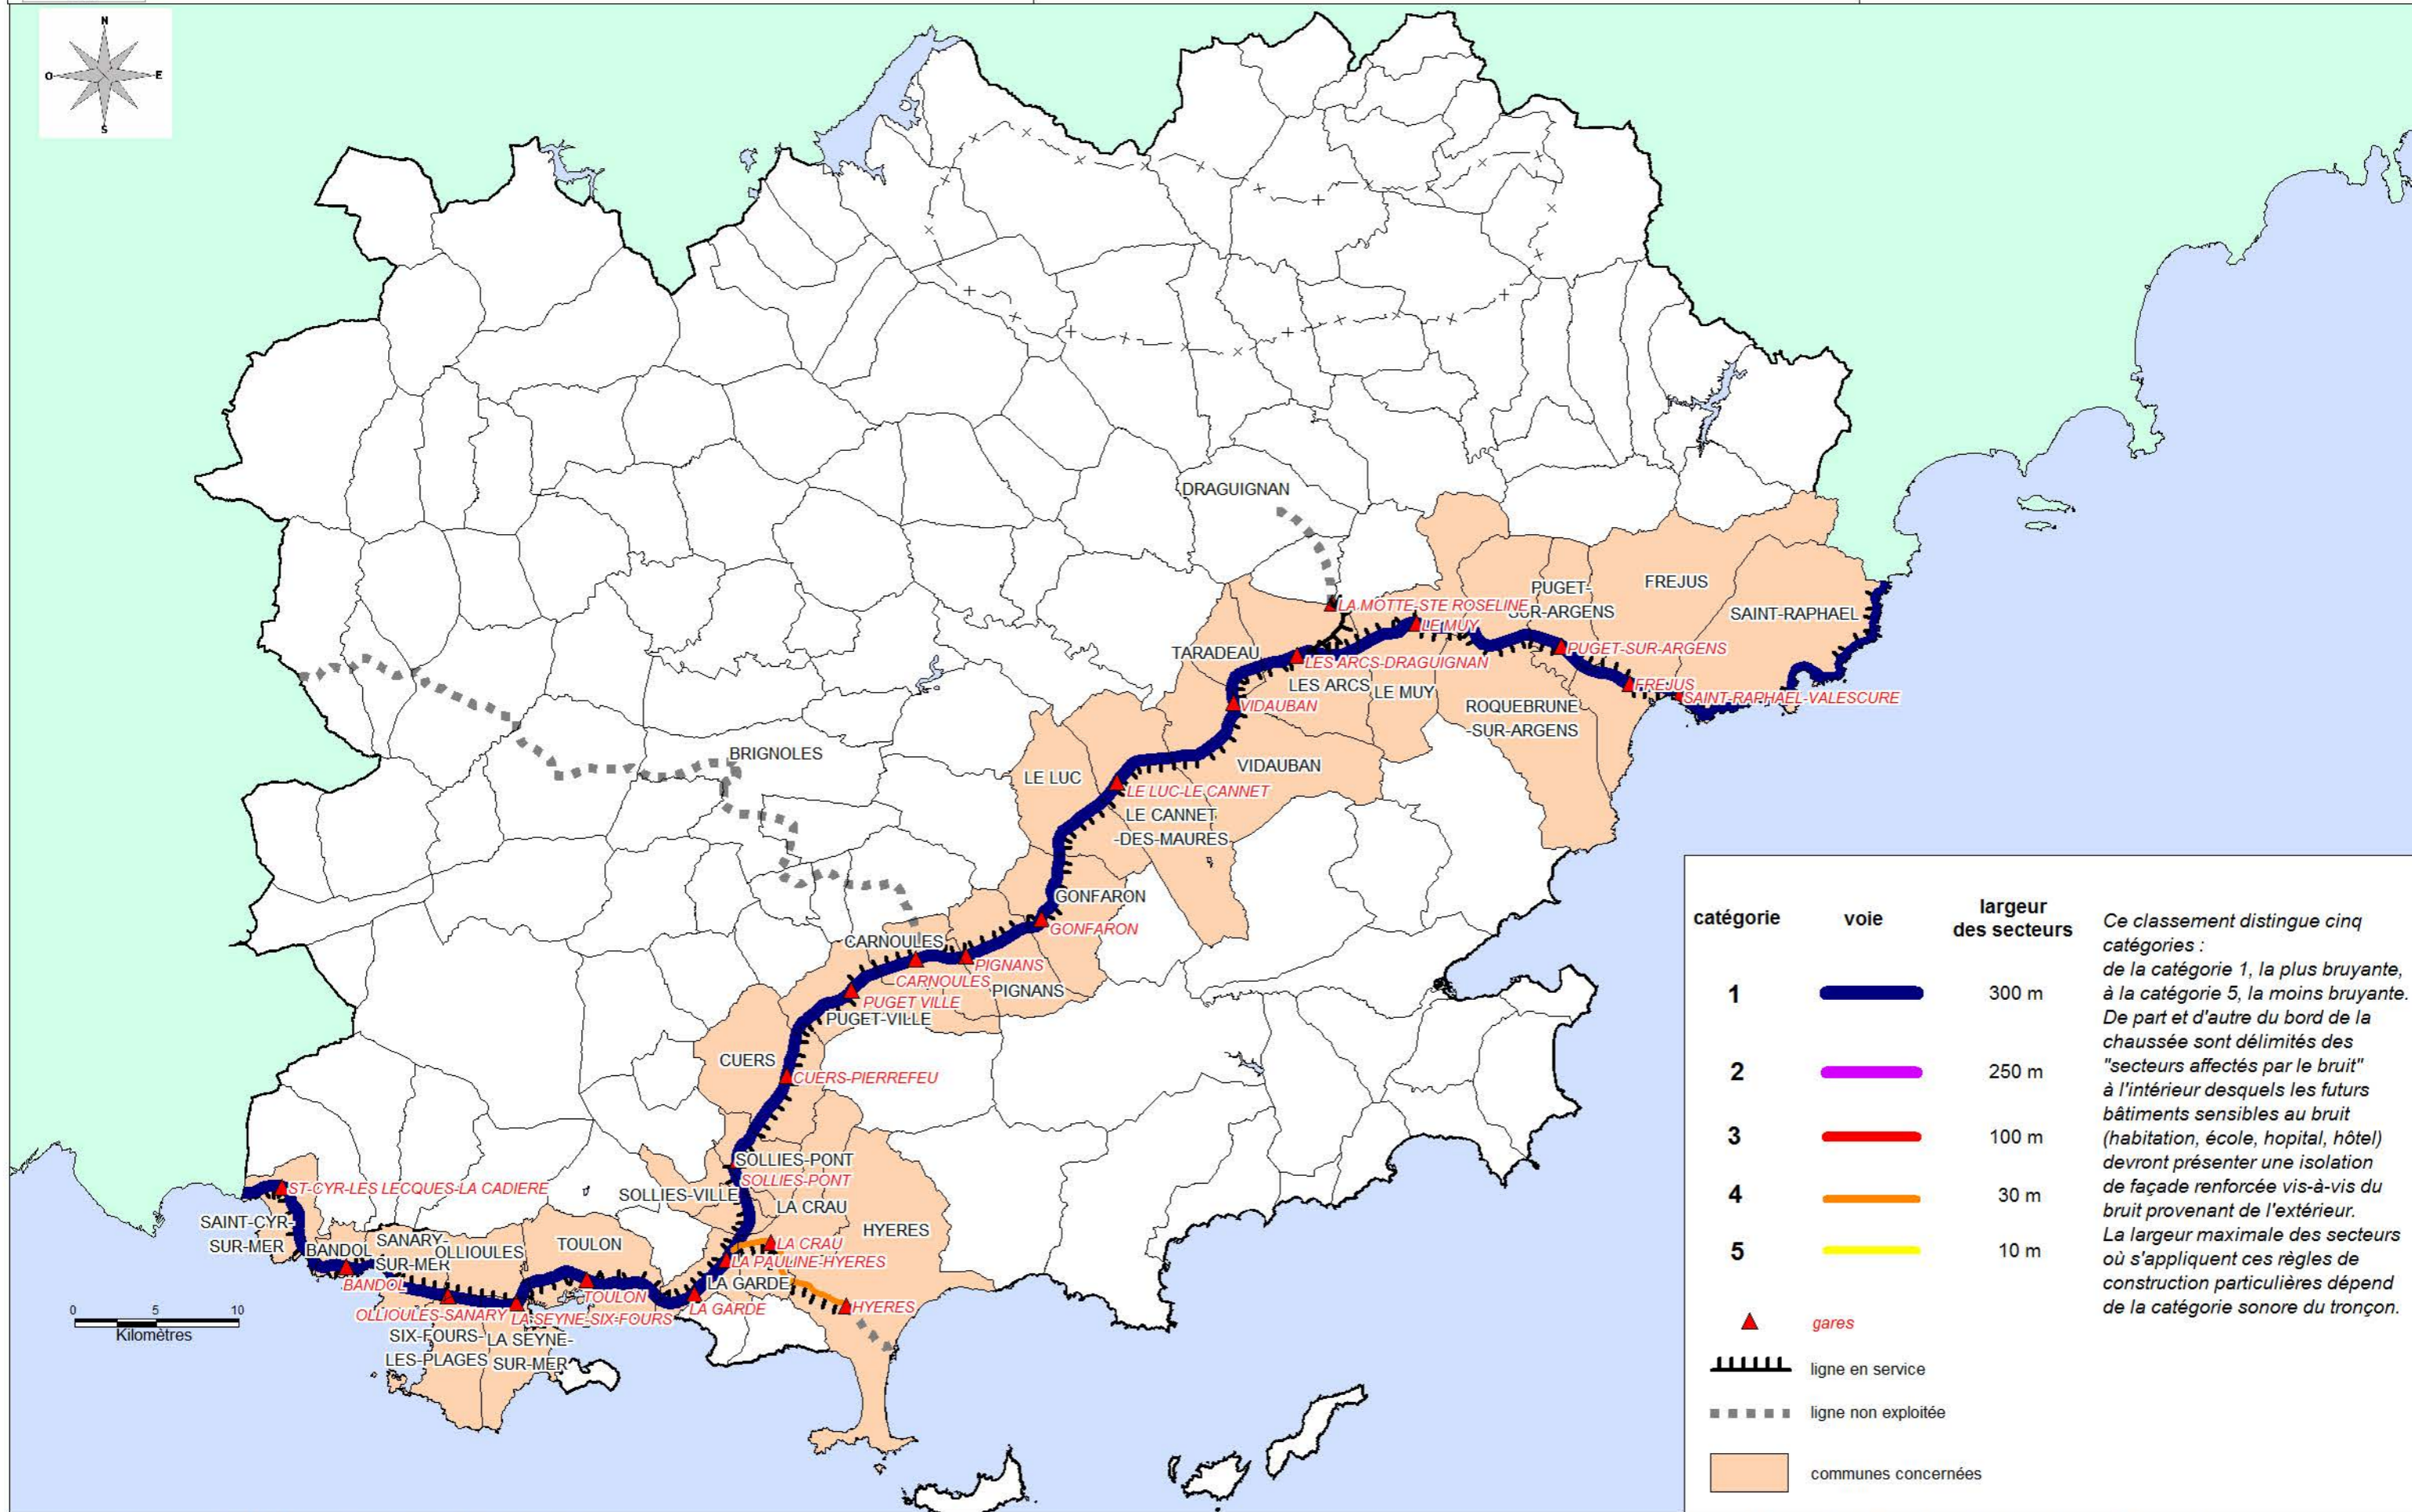 N
O
E
S
DRAGUIGNAN
LA MOTTE-STE ROSELINE
LE MUY
PUGET-
SUR-ARGENS
FREJUS
SAINT-RAPHAEL
TARADEAU
LES ARCS-DRAGUIGNAN
PUGET-SUR-ARGENS
LES ARCS
LE MUY
FREJUS
SAINT-RAPHAEL-VALESCURE
VIDAUBAN
ROQUEBRUNE
-SUR-ARGENS
BRIGNOLES
LE LUC
VIDAUBAN
LE LUC-LE CANNET
LE CANNET
-DES-MAURES
GONFARON
GONFARON
CARNOULES
PIGNANS
CARNOULES
PIGNANS
PUGET VILLE
PUGET-VILLE
CUERS
CUERS-PIERREFEU
SOLLIES-PONT
SOLLIES-PONT
SOLLIES-VILLE
LA CRAU
HYERES
ST-CYR-LES LECQUES-LA CADIERE
SAINT-CYR-
SUR-MER
BANDOL
SANARY-
SUR-MER
OLLIOULES
TOULON
LA CRAU
LA PAULINE-HYERES
LA GARDE
BANDOL
TOULON
LA GARDE
HYERES
OLLIOULES-SANARY
LA SEYNE-SIX-FOURS
SIX-FOURS-
LES-PLAGES
LA SEYNE-
SUR-MER
0 5 10
Kilomètres
catégorie voie largeur
des secteurs
1 300 m
2 250 m
3 100 m
4 30 m
5 10 m
gares
ligne en service
ligne non exploitée
communes concernées
Ce classement distingue cinq
catégories :
de la catégorie 1, la plus bruyante,
à la catégorie 5, la moins bruyante.
De part et d'autre du bord de la
chaussée sont délimités des
"secteurs affectés par le bruit"
à l'intérieur desquels les futurs
bâtiments sensibles au bruit
(habitation, école, hopital, hôtel)
devront présenter une isolation
de façade renforcée vis-à-vis du
bruit provenant de l'extérieur.
La largeur maximale des secteurs
où s'appliquent ces règles de
construction particulières dépend
de la catégorie sonore du tronçon.